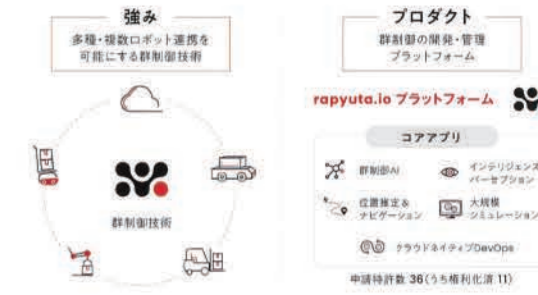 強み
多種・複数ロボット連携を
可能にする群制御技術
群制御技術
プロダクト
群制御の開発・管理
プラットフォーム
rapyuta.io プラットフォーム
コアアプリ
群制御AI
インテリジェンス
パーセプション
位置推定&
ナビゲーション
大規模
シミュレーション
クラウドネイティブDevOps
申請特許数 36(うち権利化済 11)